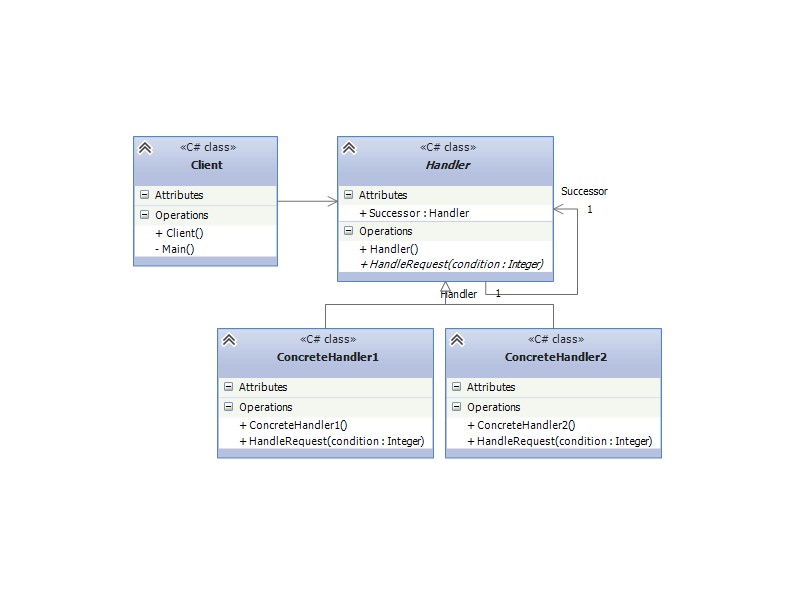 «C# class»
Client
Attributes
Operations
+ Client()
- Main()
«C# class»
Handler
Attributes
+ Successor : Handler
Operations
+ Handler()
+ HandleRequest(condition : Integer)
Successor
1
Handler
1
«C# class»
ConcreteHandler1
Attributes
Operations
+ ConcreteHandler1()
+ HandleRequest(condition : Integer)
«C# class»
ConcreteHandler2
Attributes
Operations
+ ConcreteHandler2()
+ HandleRequest(condition : Integer)